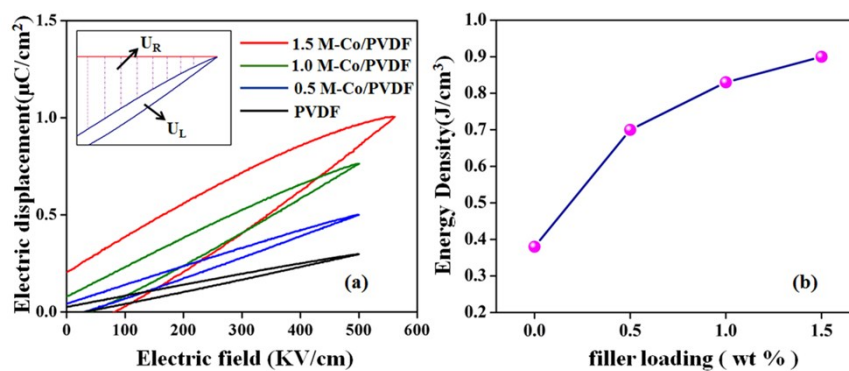 Electric displacement(μC/cm²)
1.5
1.0
0.5
0.0
0
100
200
300
400
500
600
Electric field (KV/cm)
U_R
U_L
1.5 M-Co/PVDF
1.0 M-Co/PVDF
0.5 M-Co/PVDF
PVDF
(a)
Energy Density(J/cm³)
1.0
0.9
0.8
0.7
0.6
0.5
0.4
0.3
0.2
0.0
0.5
1.0
1.5
filler loading ( wt % )
(b)